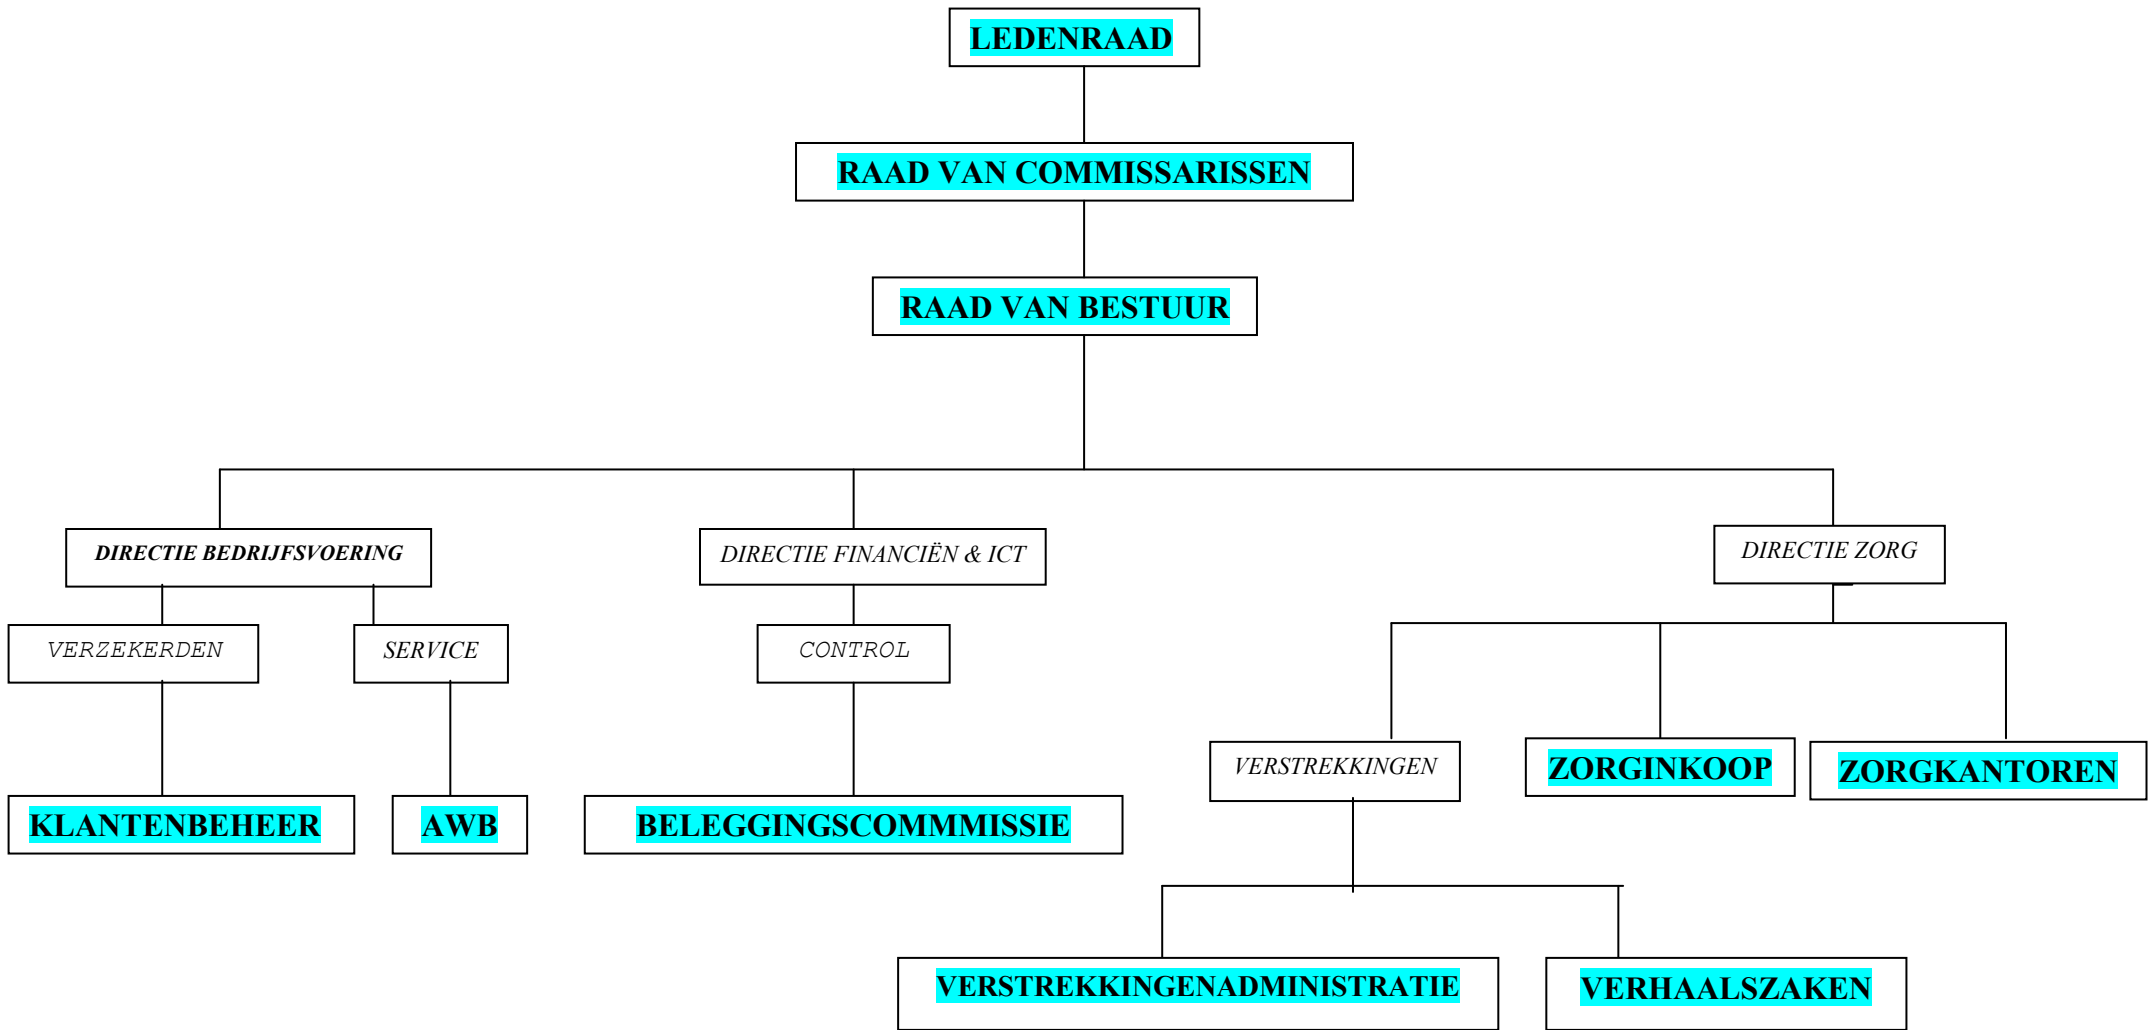 LEDENRAAD
RAAD VAN COMMISSARISSEN
RAAD VAN BESTUUR
DIRECTIE BEDRIJFSVOERING
DIRECTIE FINANCIËN & ICT
DIRECTIE ZORG
VERZEKERDEN
SERVICE
CONTROL
VERSTREKKINGEN
ZORGINKOOP
ZORGKANTOREN
KLANTENBEHEER
AWB
BELEGGINGSCOMMMISSIE
VERSTREKKINGENADMINISTRATIE
VERHAALSZAKEN